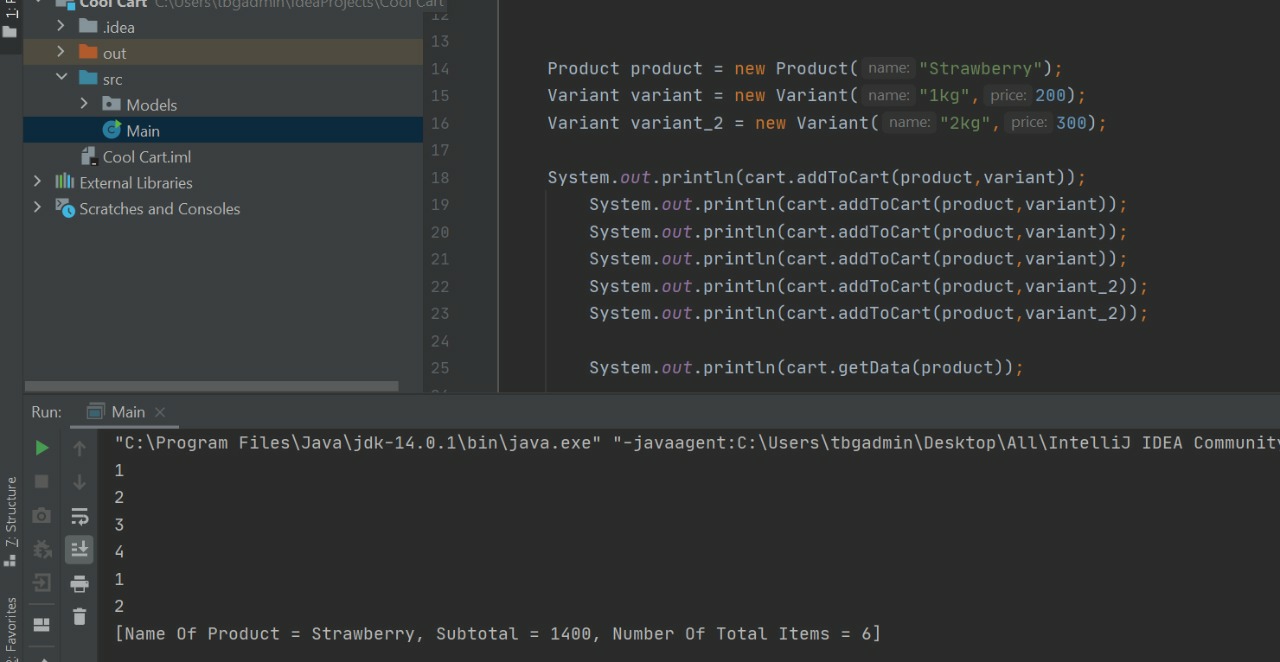 Cool Cart C:\Users\tbgadmin\IdeaProjects\Cool Cart
.idea
out
src
Models
Main
Cool Cart.iml
External Libraries
Scratches and Consoles
12
13
14 Product product = new Product( name: "Strawberry");
15 Variant variant = new Variant( name: "1kg", price: 200);
16 Variant variant_2 = new Variant( name: "2kg", price: 300);
17
18 System.out.println(cart.addToCart(product,variant));
19 System.out.println(cart.addToCart(product,variant));
20 System.out.println(cart.addToCart(product,variant));
21 System.out.println(cart.addToCart(product,variant));
22 System.out.println(cart.addToCart(product,variant_2));
23 System.out.println(cart.addToCart(product,variant_2));
24
25 System.out.println(cart.getData(product));
Run: Main
"C:\Program Files\Java\jdk-14.0.1\bin\java.exe" "-javaagent:C:\Users\tbgadmin\Desktop\All\IntelliJ IDEA Community
1
2
3
4
1
2
[Name Of Product = Strawberry, Subtotal = 1400, Number Of Total Items = 6]
Z: Structure
Favorites